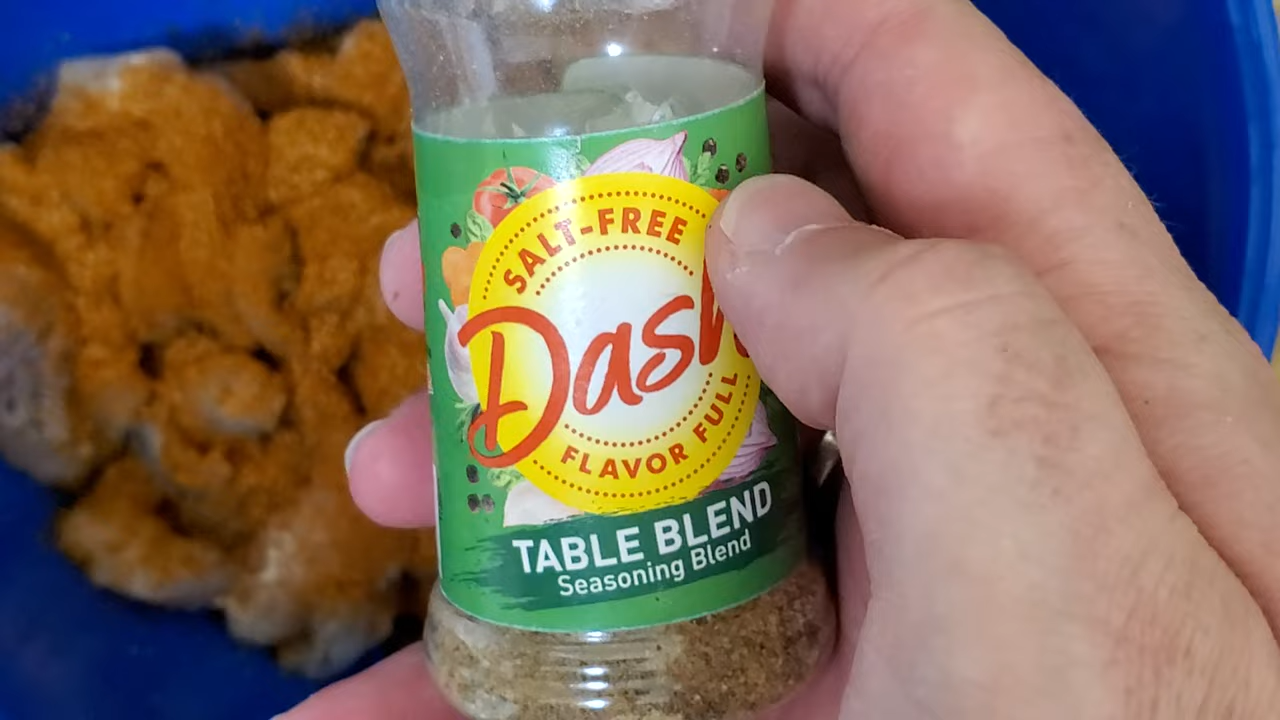 SALT-FREE
Dash
FLAVOR FULL
TABLE BLEND
Seasoning Blend